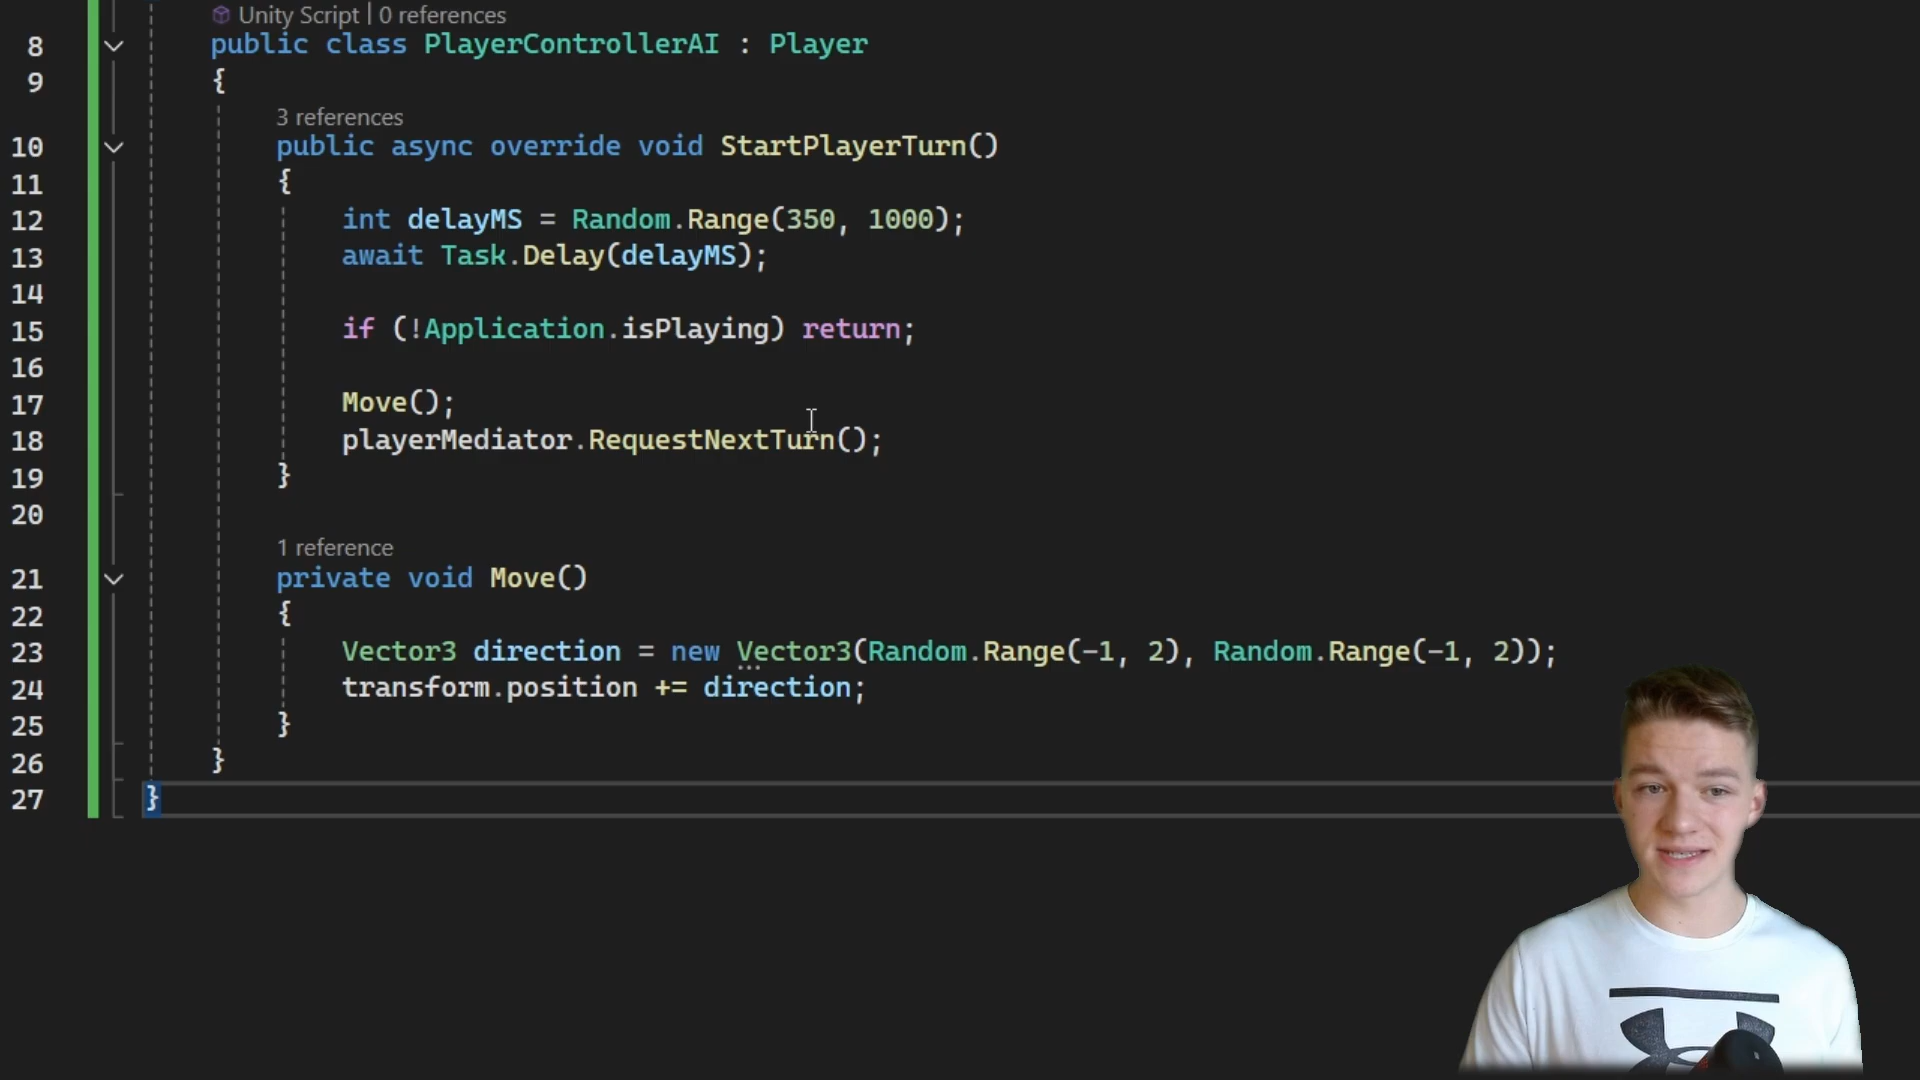 Unity Script | 0 references
8 public class PlayerControllerAI : Player
9 {
3 references
10 public async override void StartPlayerTurn()
11 {
12 int delayMS = Random.Range(350, 1000);
13 await Task.Delay(delayMS);
14
15 if (!Application.isPlaying) return;
16
17 Move();
18 playerMediator.RequestNextTurn();
19 }
20
1 reference
21 private void Move()
22 {
23 Vector3 direction = new Vector3(Random.Range(-1, 2), Random.Range(-1, 2));
24 transform.position += direction;
25 }
26 }
27 }